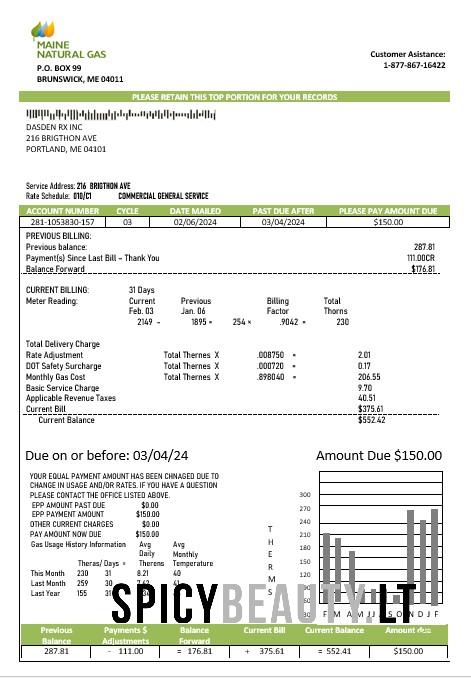 MAINE
NATURAL GAS
P.O. BOX 99
BRUNSWICK, ME 04011
Customer Asistance:
1-877-867-16422
PLEASE RETAIN THIS TOP PORTION FOR YOUR RECORDS
DASDEN RX INC
216 BRIGTHON AVE
PORTLAND, ME 04101
Service Address: 216 BRIGTHON AVE
Rate Schedule: 010/C1 COMMERCIAL GENERAL SERVICE
ACCOUNT NUMBER CYCLE DATE MAILED PAST DUE AFTER PLEASE PAY AMOUNT DUE
281-1053830-157 03 02/06/2024 03/04/2024 $150.00
PREVIOUS BILLING:
Previous balance: 287.81
Payment(s) Since Last Bill – Thank You 111.00CR
Balance Forward $176.81
CURRENT BILLING: 31 Days
Meter Reading: Current Previous Billing Total
Feb. 03 Jan. 06 Factor Thorns
2149 - 1895 = 254 × .9042 = 230
Total Delivery Charge
Rate Adjustment Total Thernes X .008750 = 2.01
DOT Safety Surcharge Total Thernes X .000720 = 0.17
Monthly Gas Cost Total Thernes X .898040 = 206.55
Basic Service Charge 9.70
Applicable Revenue Taxes 40.51
Current Bill $375.61
Current Balance $552.42
Due on or before: 03/04/24 Amount Due $150.00
YOUR EQUAL PAYMENT AMOUNT HAS BEEN CHNAGED DUE TO
CHANGE IN USAGE AND/OR RATES. IF YOU HAVE A QUESTION
PLEASE CONTACT THE OFFICE LISTED ABOVE.
EPP AMOUNT PAST DUE $0.00
EPP PAYMENT AMOUNT $150.00
OTHER CURRENT CHARGES $0.00
PAY AMOUNT NOW DUE $150.00
Gas Usage History Information Avg Avg
Daily Monthly
Theras/ Days = Therens Temperature
This Month 230 31 8.21 40
Last Month 259 30 7.62 41
Last Year 155 31
THERMS
300
270
240
210
180
150
120
90
80
F M A M J J A S O N D J F
SPICYBEAUTY.LT
Previous Balance Payments $ Adjustments Balance Forward Current Bill Current Balance Amount due
287.81 - 111.00 = 176.81 + 375.61 = 552.41 $150.00